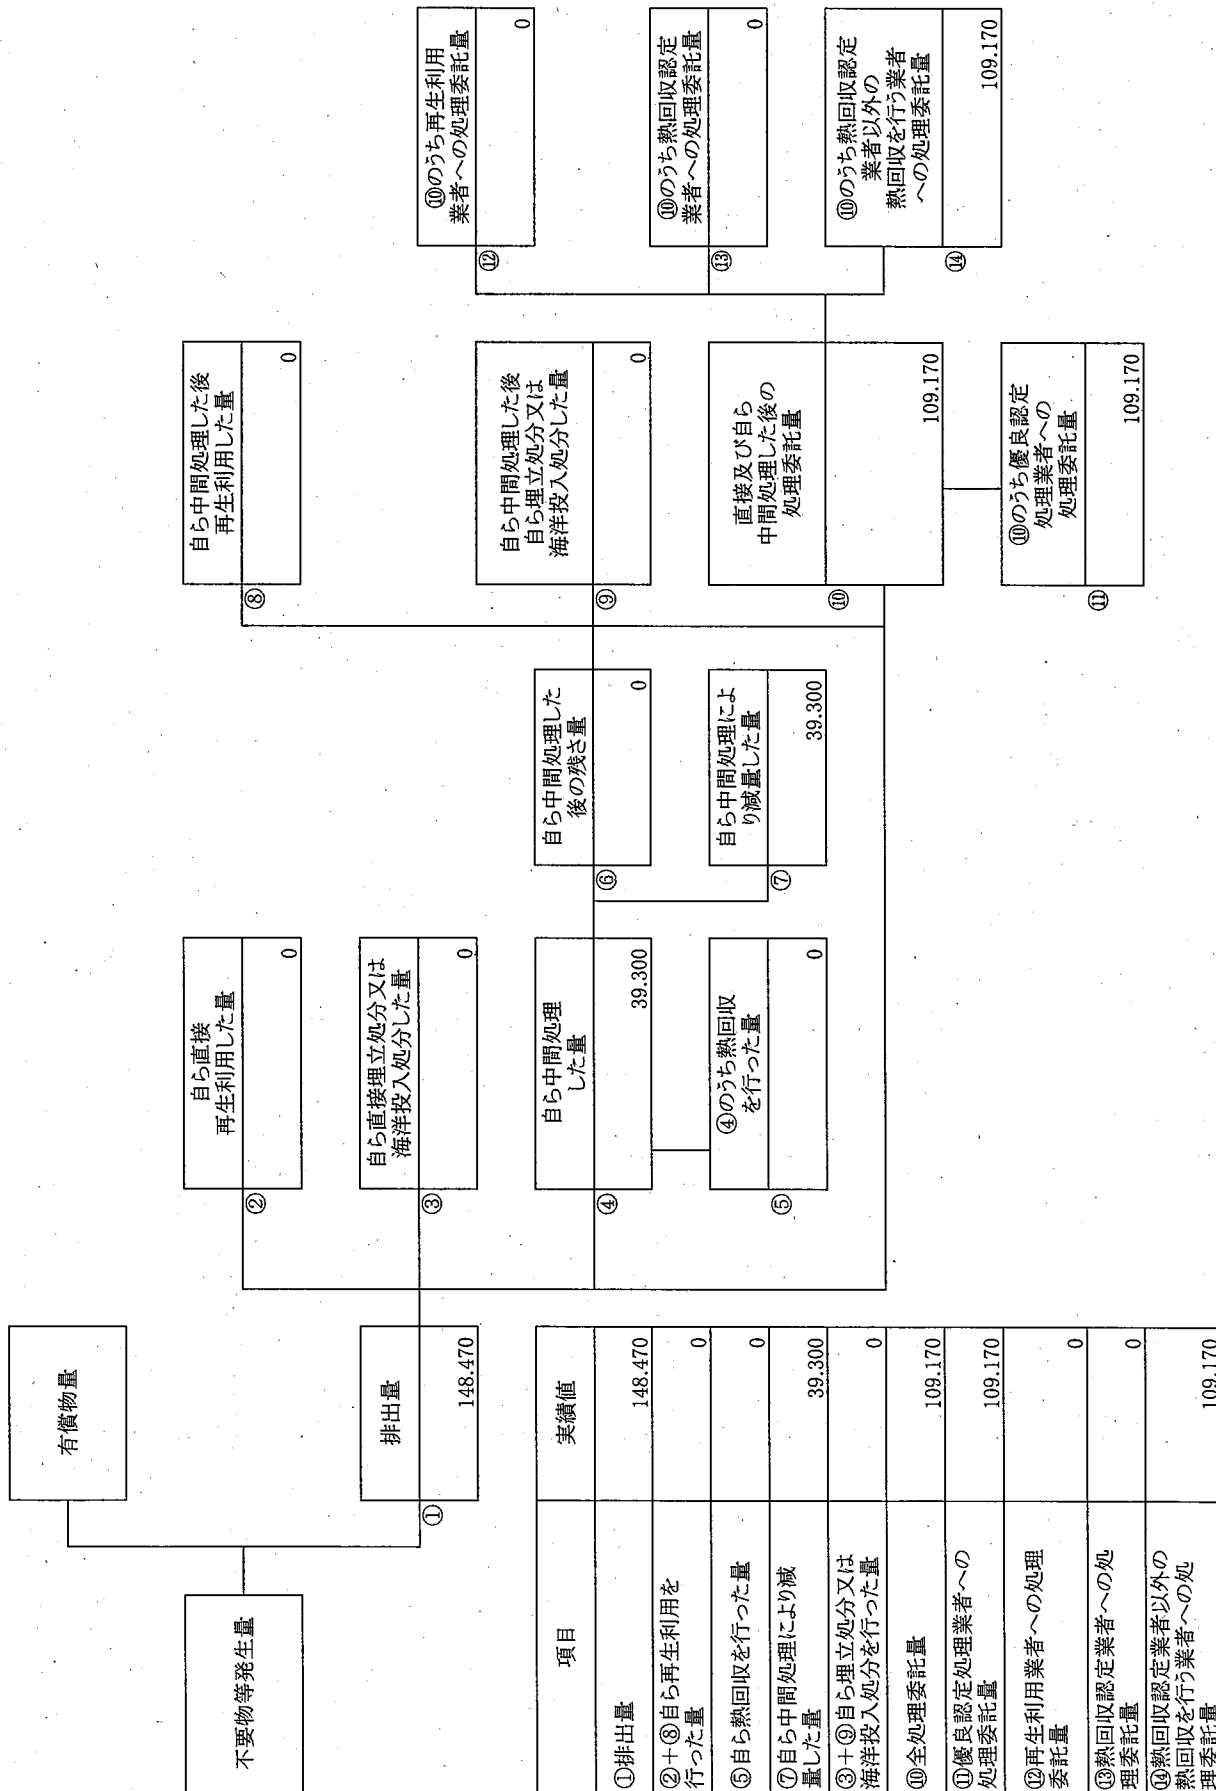 不要物等発生量
有償物量
排出量
①
148.470
自ら直接
再生利用した量
②
0
自ら直接埋立処分又は
海洋投入処分した量
③
0
自ら中間処理
した量
④
39.300
④のうち熱回収
を行った量
⑤
0
自ら中間処理した
後の残さ量
⑥
0
自ら中間処理によ
り減量した量
⑦
39.300
自ら中間処理した後
再生利用した量
⑧
0
自ら中間処理した後
自ら埋立処分又は
海洋投入処分した量
⑨
0
直接及び自ら
中間処理した後の
処理委託量
⑩
109.170
⑩のうち優良認定
処理業者への
処理委託量
⑪
109.170
⑩のうち再生利用
業者への処理委託量
⑫
0
⑩のうち熱回収認定
業者への処理委託量
⑬
0
⑩のうち熱回収認定
業者以外の
熱回収を行う業者
への処理委託量
⑭
109.170
項目
実績値
①排出量
148.470
②+⑧自ら再生利用を
行った量
0
⑤自ら熱回収を行った量
0
⑦自ら中間処理により減
量した量
39.300
③+⑨自ら埋立処分又は
海洋投入処分を行った量
0
⑩全処理委託量
109.170
⑪優良認定処理業者への
処理委託量
109.170
⑫再生利用業者への処理
委託量
0
⑬熱回収認定業者への処
理委託量
0
⑭熱回収認定業者以外の
熱回収を行う業者への処
理委託量
109.170